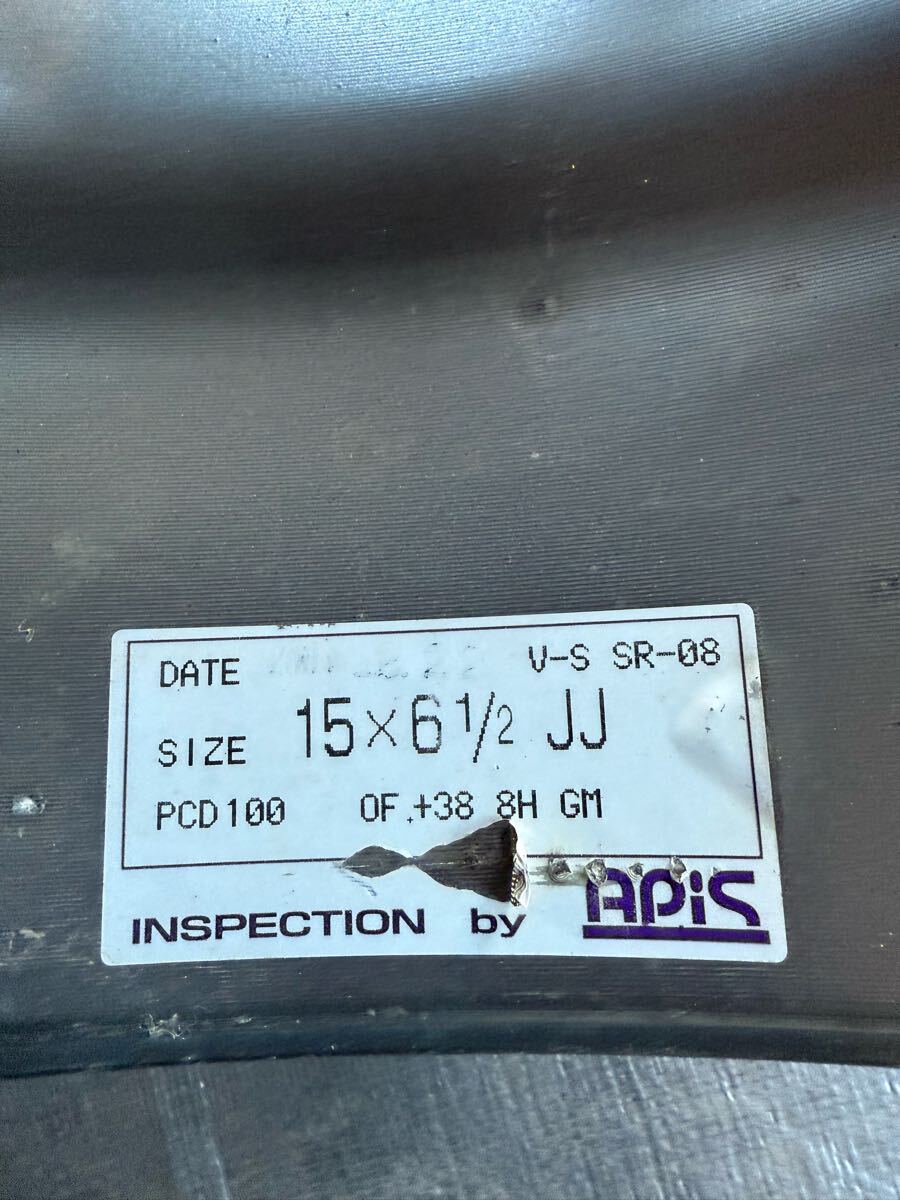 DATE V-S SR-08
SIZE 15×6 1/2 JJ
PCD100 OF.+38 8H GM
INSPECTION by APiS